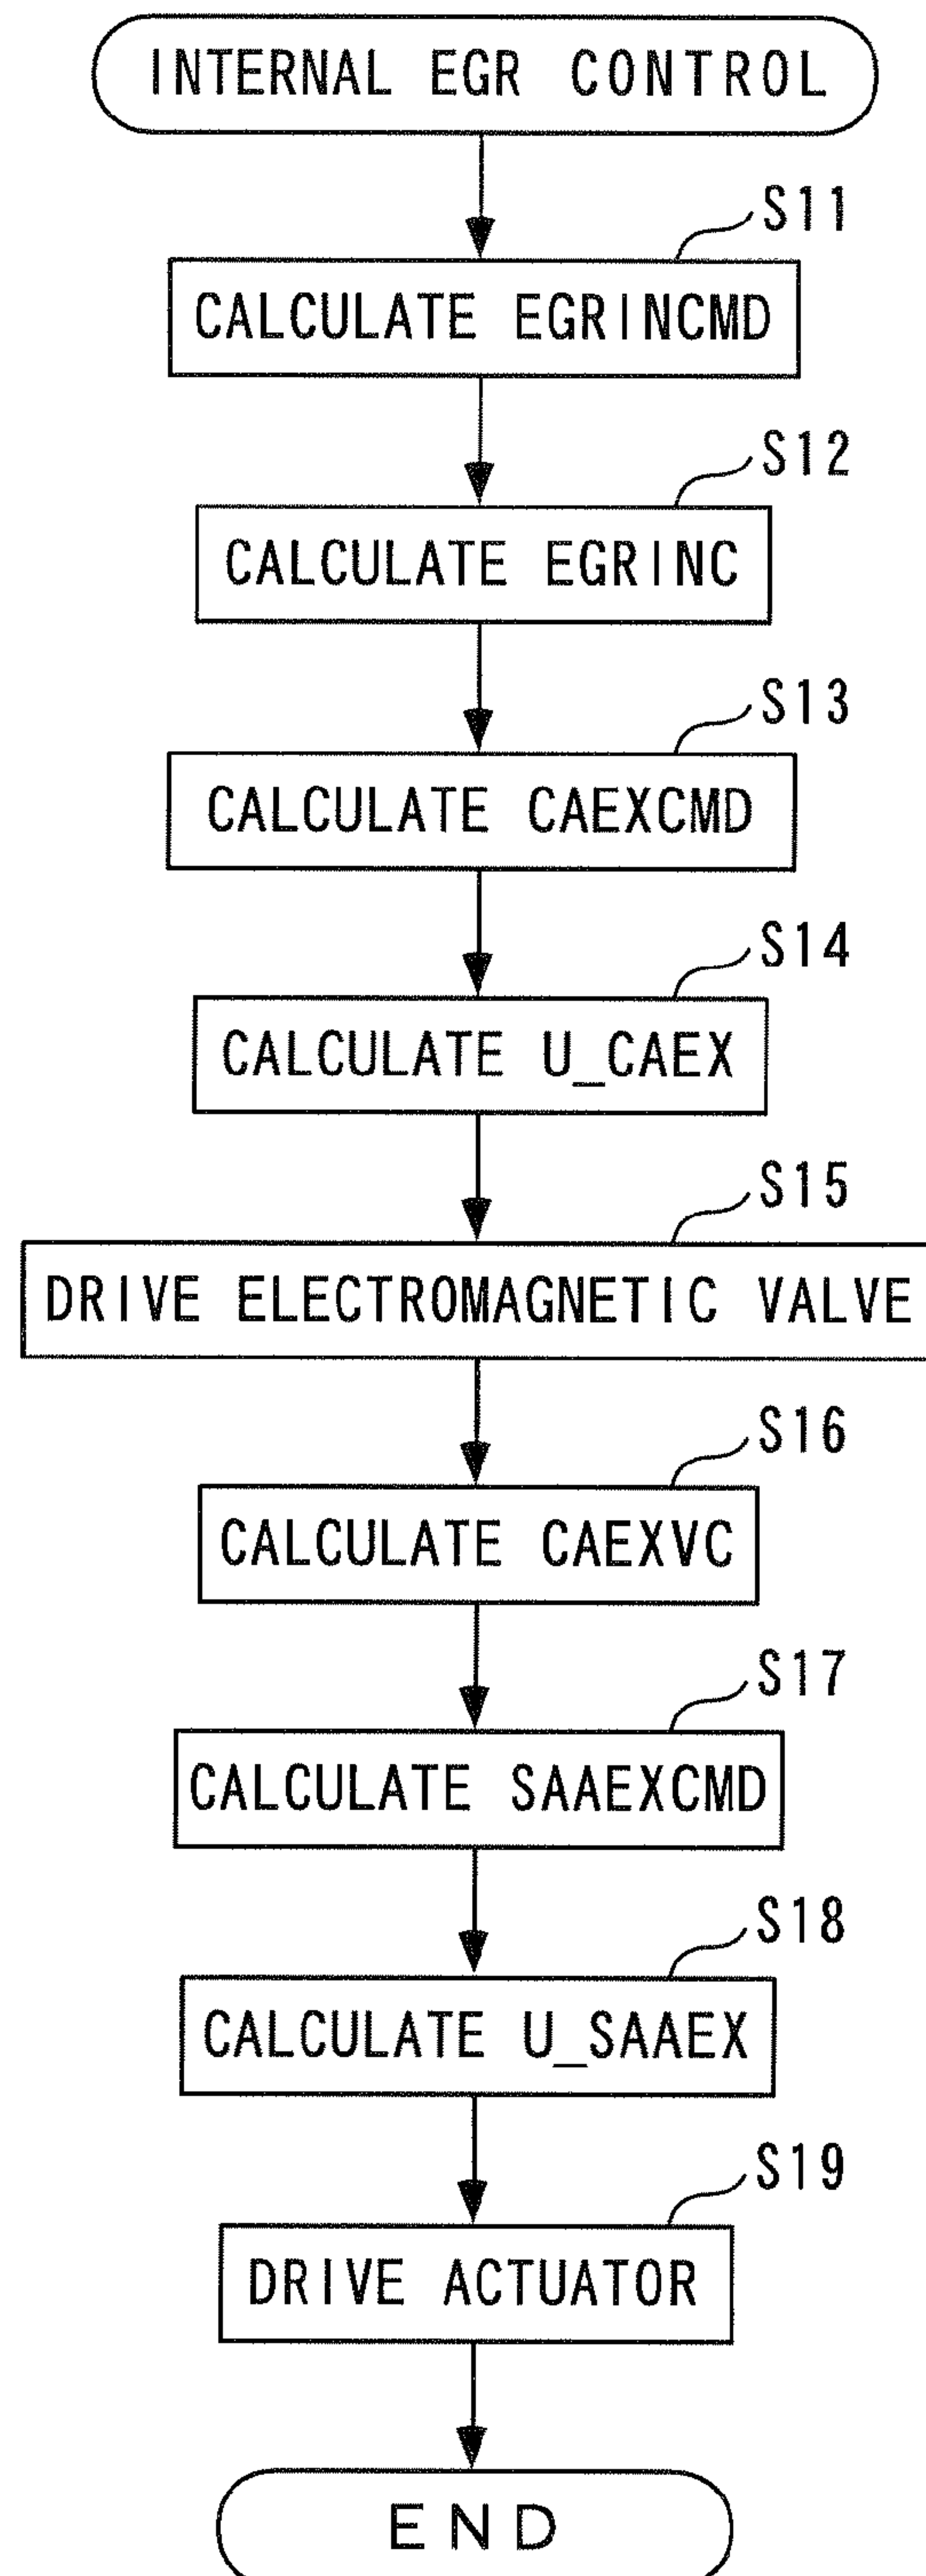 INTERNAL EGR CONTROL
S11
CALCULATE EGRINCMD
S12
CALCULATE EGRINC
S13
CALCULATE CAEXCMD
S14
CALCULATE U_CAEX
S15
DRIVE ELECTROMAGNETIC VALVE
S16
CALCULATE CAEXVC
S17
CALCULATE SAAEXCMD
S18
CALCULATE U_SAAEX
S19
DRIVE ACTUATOR
END